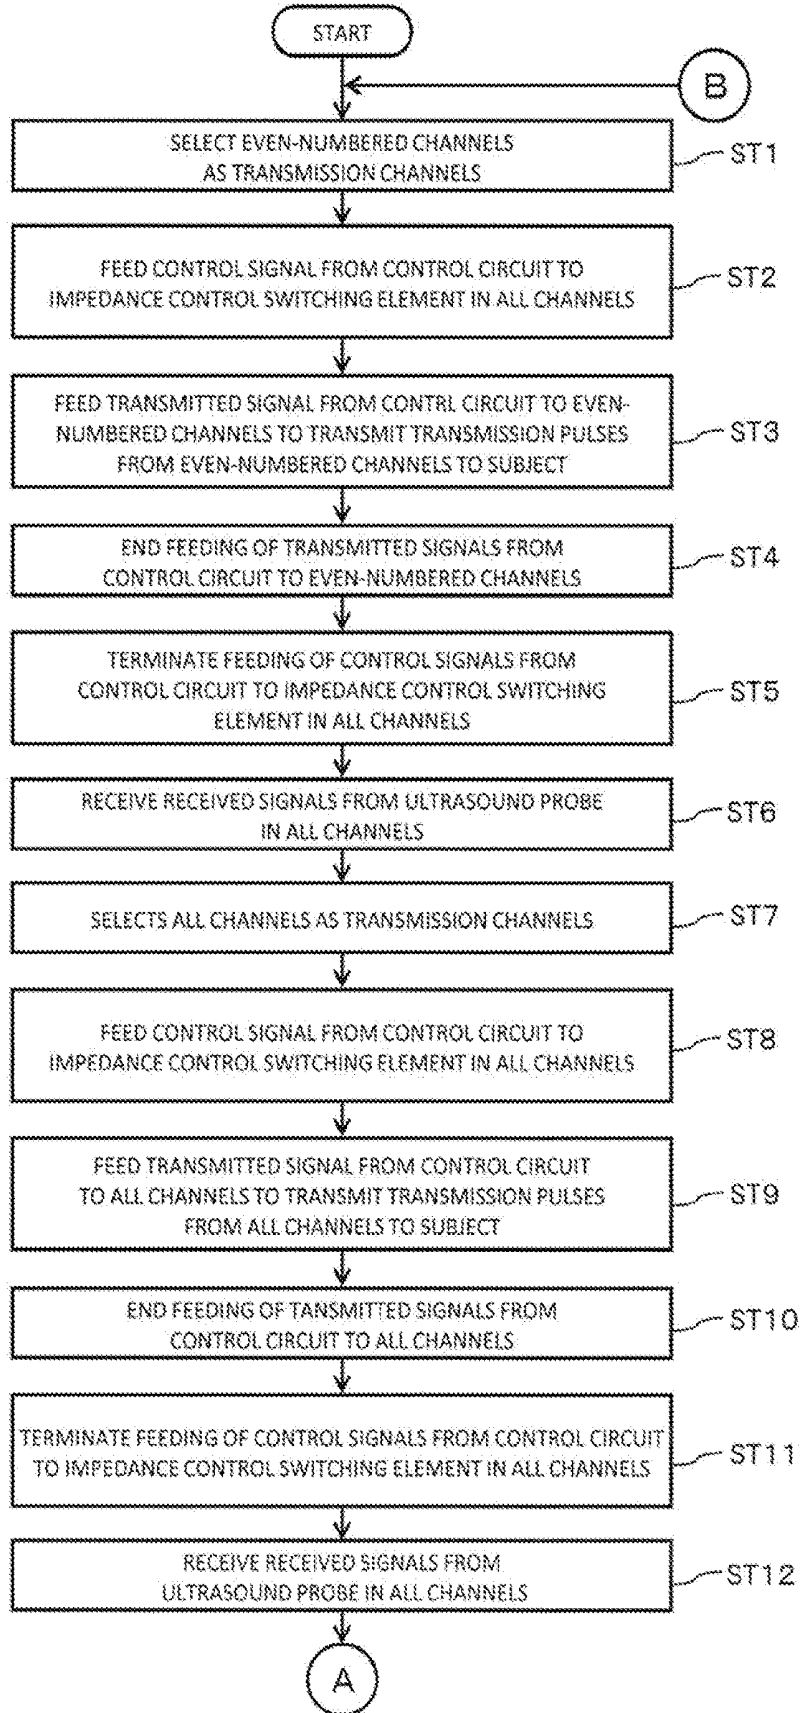 START
B
SELECT EVEN-NUMBERED CHANNELS
AS TRANSMISSION CHANNELS
ST1
FEED CONTROL SIGNAL FROM CONTROL CIRCUIT TO
IMPEDANCE CONTROL SWITCHING ELEMENT IN ALL CHANNELS
ST2
FEED TRANSMITTED SIGNAL FROM CONTRL CIRCUIT TO EVEN-
NUMBERED CHANNELS TO TRANSMIT TRANSMISSION PULSES
FROM EVEN-NUMBERED CHANNELS TO SUBJECT
ST3
END FEEDING OF TRANSMITTED SIGNALS FROM
CONTROL CIRCUIT TO EVEN-NUMBERED CHANNELS
ST4
TERMINATE FEEDING OF CONTROL SIGNALS FROM
CONTROL CIRCUIT TO IMPEDANCE CONTROL SWITCHING
ELEMENT IN ALL CHANNELS
ST5
RECEIVE RECEIVED SIGNALS FROM ULTRASOUND PROBE
IN ALL CHANNELS
ST6
SELECTS ALL CHANNELS AS TRANSMISSION CHANNELS
ST7
FEED CONTROL SIGNAL FROM CONTROL CIRCUIT TO
IMPEDANCE CONTROL SWITCHING ELEMENT IN ALL CHANNELS
ST8
FEED TRANSMITTED SIGNAL FROM CONTROL CIRCUIT
TO ALL CHANNELS TO TRANSMIT TRANSMISSION PULSES
FROM ALL CHANNELS TO SUBJECT
ST9
END FEEDING OF TANSMITTED SIGNALS FROM
CONTROL CIRCUIT TO ALL CHANNELS
ST10
TERMINATE FEEDING OF CONTROL SIGNALS FROM CONTROL CIRCUIT
TO IMPEDANCE CONTROL SWITCHING ELEMENT IN ALL CHANNELS
ST11
RECEIVE RECEIVED SIGNALS FROM
ULTRASOUND PROBE IN ALL CHANNELS
ST12
A